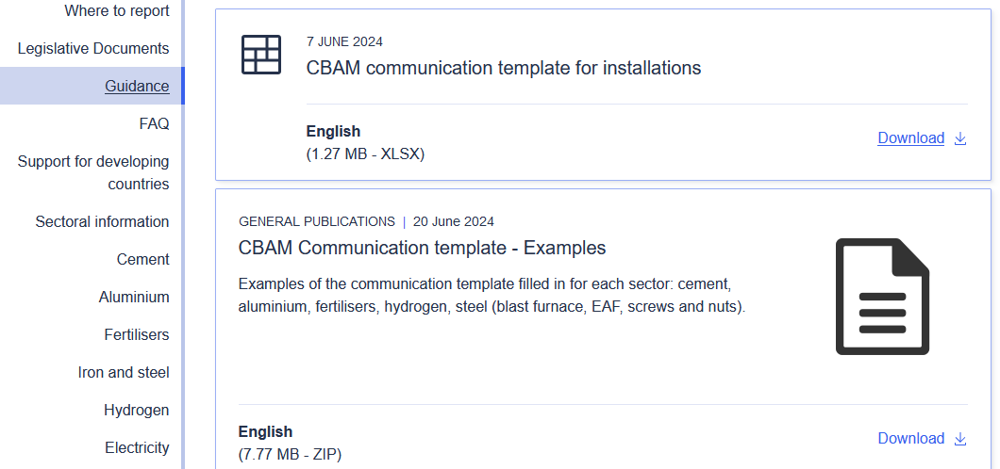 Where to report
Legislative Documents
Guidance
FAQ
Support for developing
countries
Sectoral information
Cement
Aluminium
Fertilisers
Iron and steel
Hydrogen
Electricity
7 JUNE 2024
CBAM communication template for installations
English
(1.27 MB - XLSX)
Download
GENERAL PUBLICATIONS | 20 June 2024
CBAM Communication template - Examples
Examples of the communication template filled in for each sector: cement,
aluminium, fertilisers, hydrogen, steel (blast furnace, EAF, screws and nuts).
English
(7.77 MB - ZIP)
Download